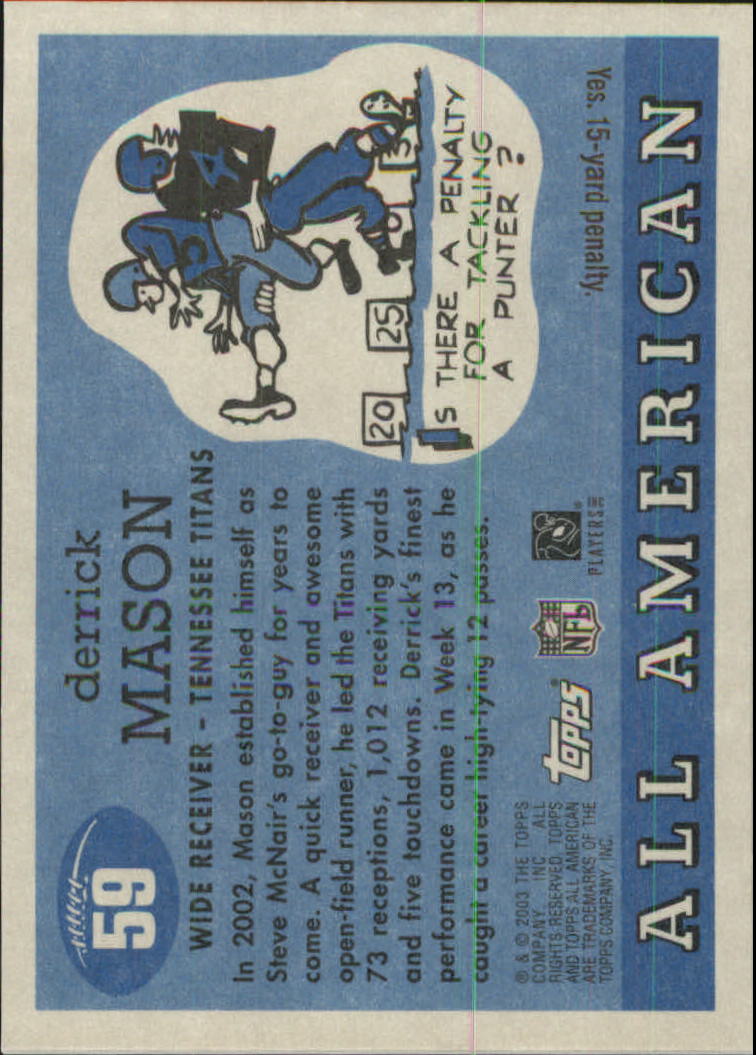 59
derrick
MASON
WIDE RECEIVER - TENNESSEE TITANS
In 2002, Mason established himself as
Steve McNair's go-to-guy for years to
come. A quick receiver and awesome
open-field runner, he led the Titans with
73 receptions, 1,012 receiving yards
and five touchdowns. Derrick's finest
performance came in Week 13, as he
caught a career high-tying 12 passes.
® & © 2003 THE TOPPS
COMPANY, INC. ALL
RIGHTS RESERVED. TOPPS
AND TOPPS ALL AMERICAN
ARE TRADEMARKS OF THE
TOPPS COMPANY, INC.
topps®
NFL
PLAYERS INC
4
5
20
25
IS THERE A PENALTY
FOR TACKLING
A PUNTER?
Yes. 15-yard penalty.
ALL AMERICAN